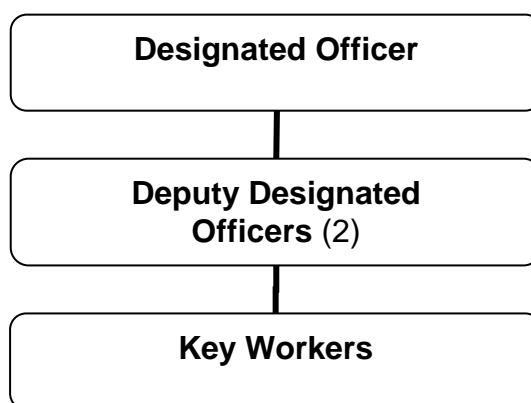 Designated Officer
Deputy Designated
Officers (2)
Key Workers